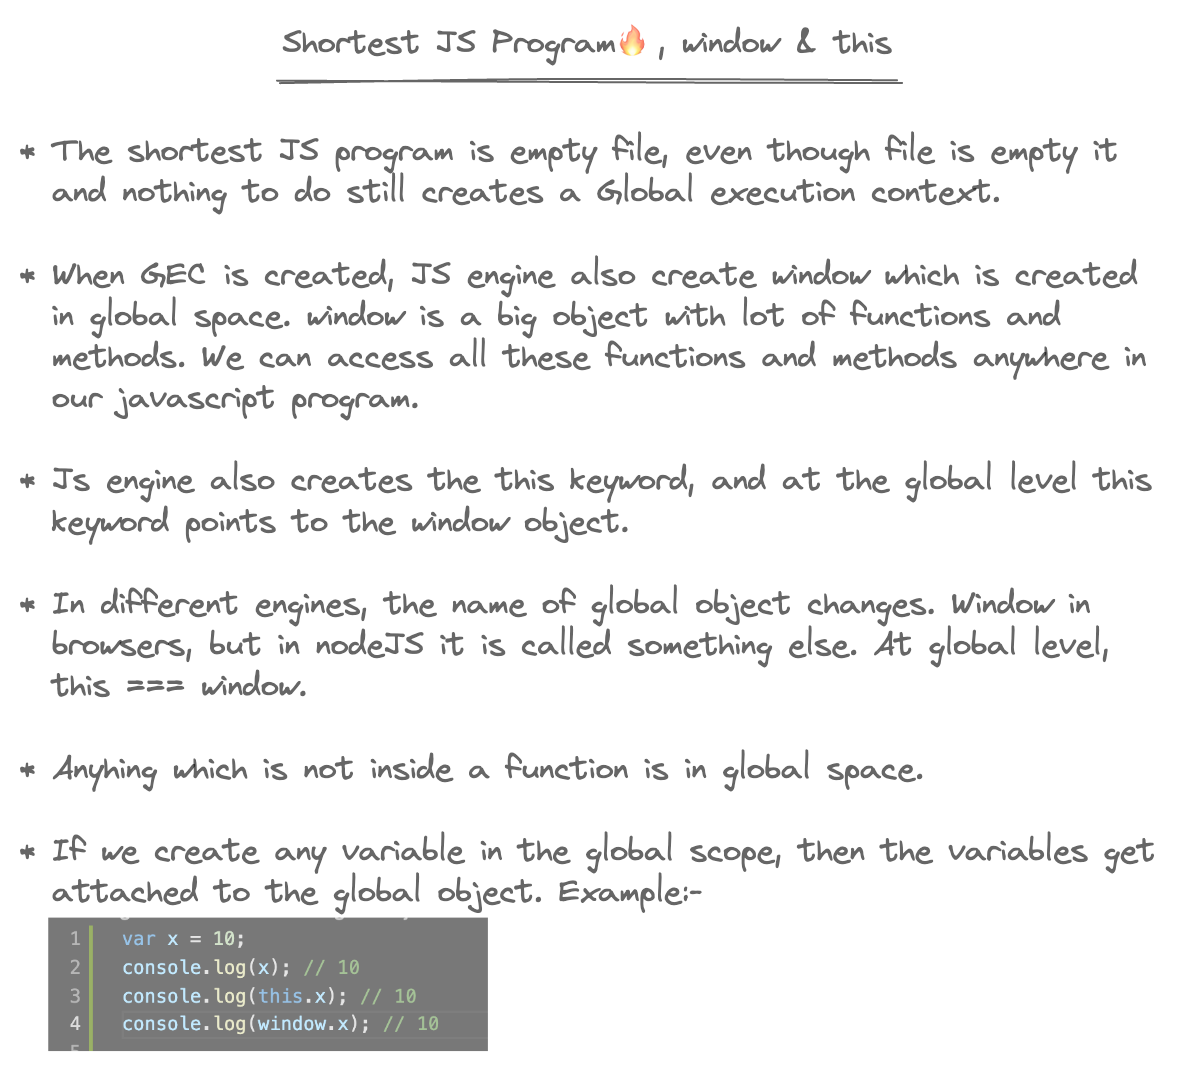 Shortest JS Program🔥, window & this
* The shortest JS program is empty file, even though file is empty it
and nothing to do still creates a Global execution context.
* When GEC is created, JS engine also create window which is created
in global space. window is a big object with lot of functions and
methods. We can access all these functions and methods anywhere in
our javascript program.
* Js engine also creates the this keyword, and at the global level this
keyword points to the window object.
* In different engines, the name of global object changes. Window in
browsers, but in nodeJS it is called something else. At global level,
this === window.
* Anyhing which is not inside a function is in global space.
* If we create any variable in the global scope, then the variables get
attached to the global object. Example:-
1 var x = 10;
2 console.log(x); // 10
3 console.log(this.x); // 10
4 console.log(window.x); // 10
5